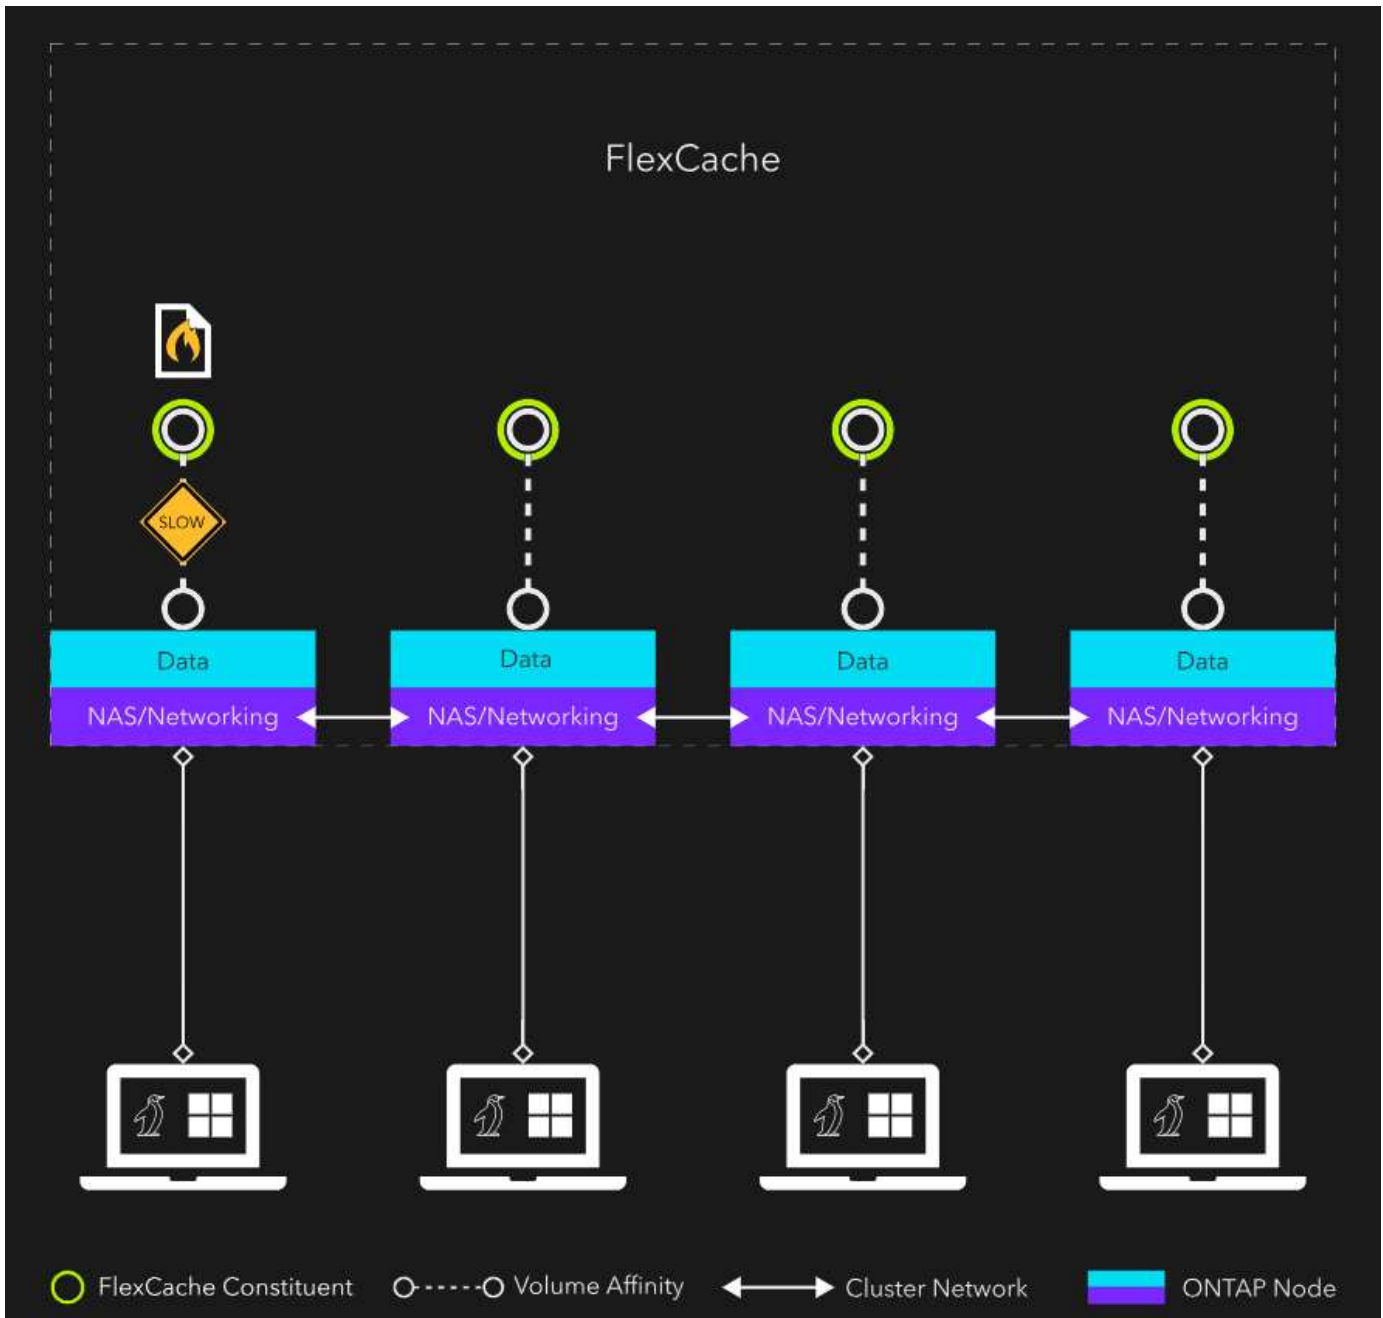 FlexCache
SLOW
Data Data Data Data
NAS/Networking NAS/Networking NAS/Networking NAS/Networking
FlexCache Constituent Volume Affinity Cluster Network ONTAP Node